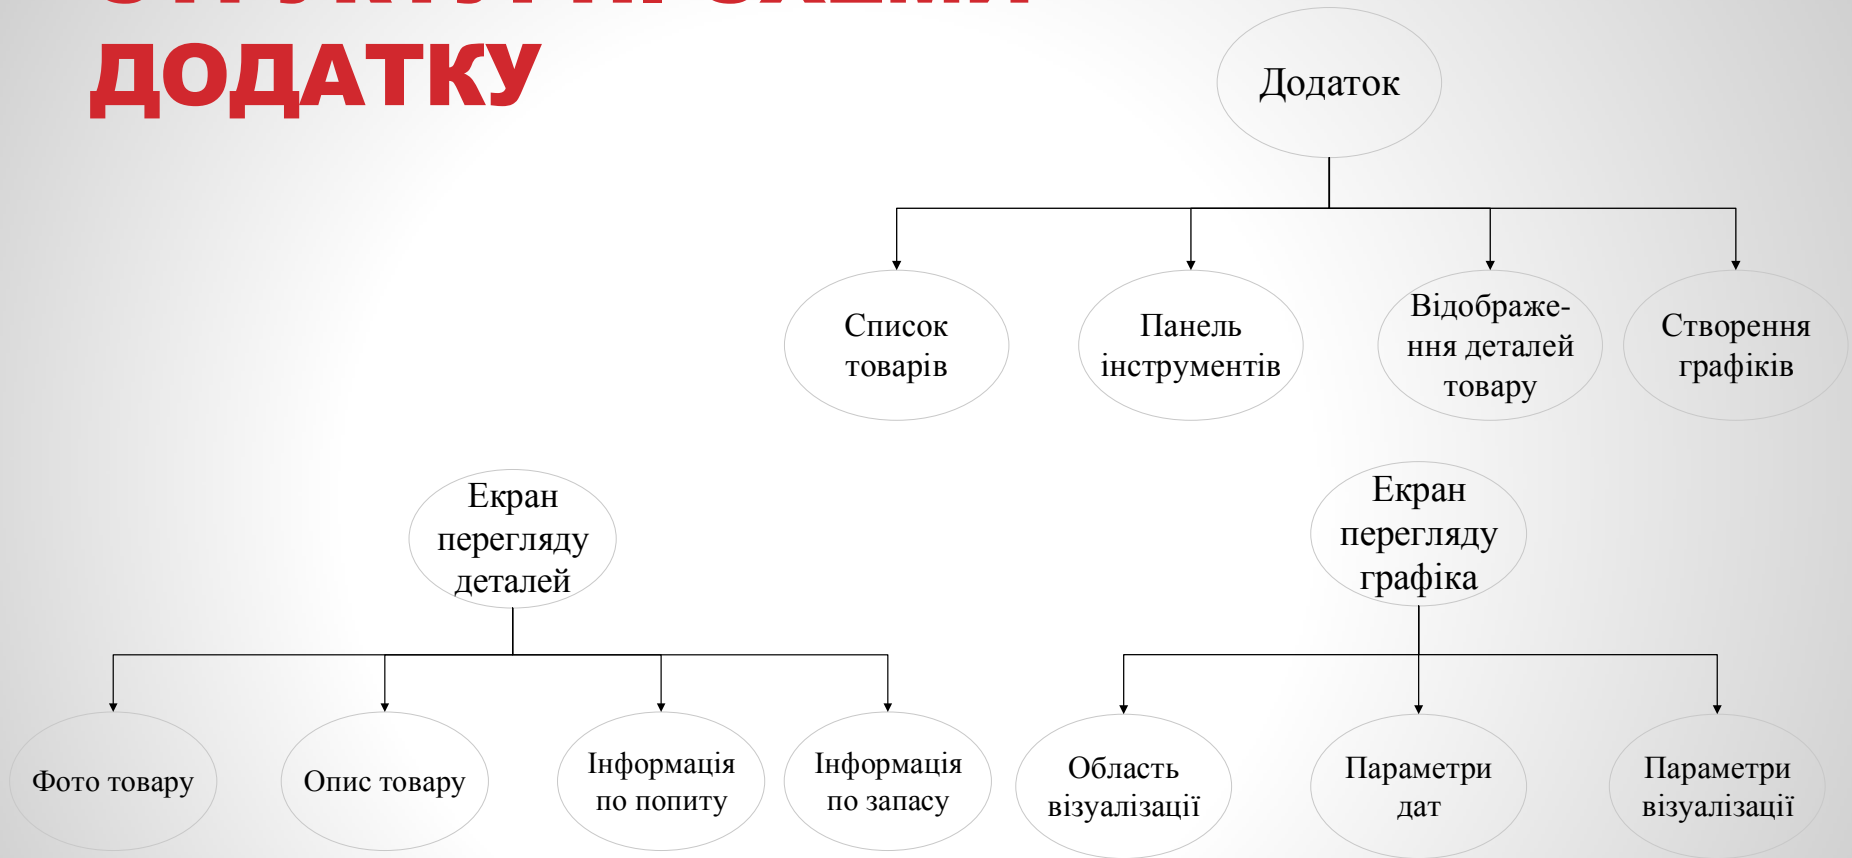 ДОДАТКУ
Додаток
Список
товарів
Панель
інструментів
Відображе-
ння деталей
товару
Створення
графіків
Екран
перегляду
деталей
Екран
перегляду
графіка
Фото товару
Опис товару
Інформація
по попиту
Інформація
по запасу
Область
візуалізації
Параметри
дат
Параметри
візуалізації